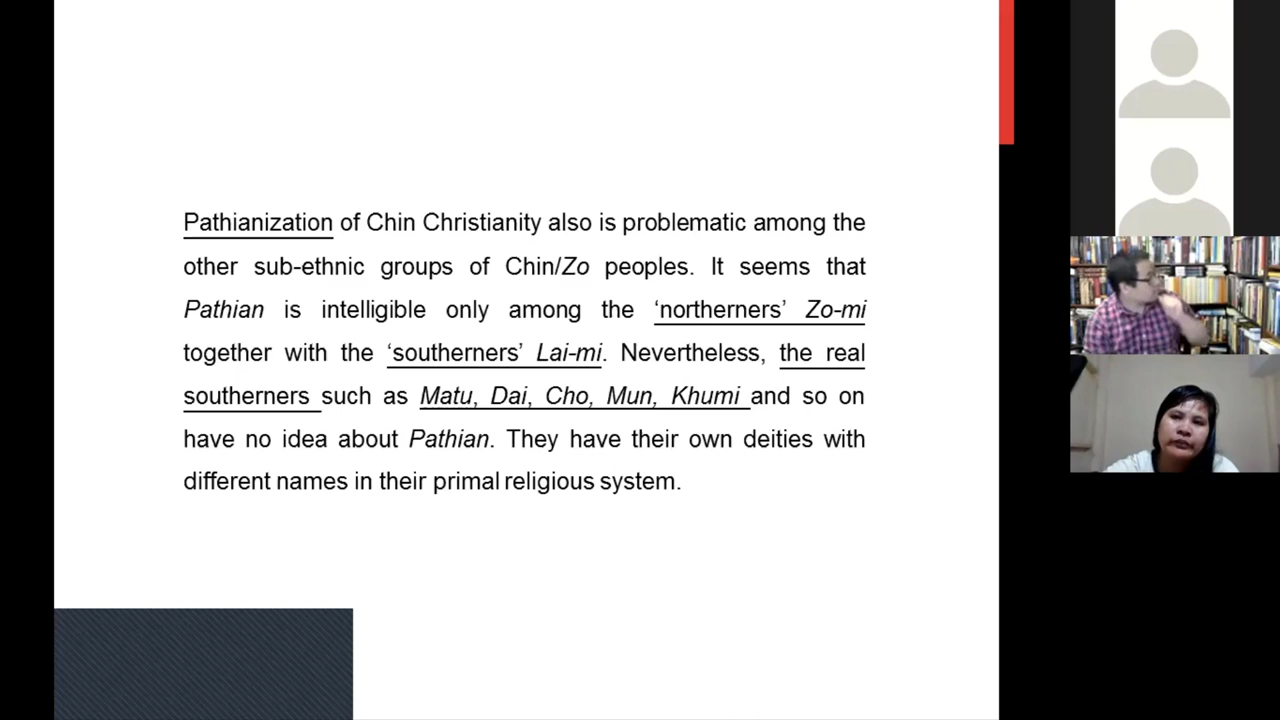 Pathianization of Chin Christianity also is problematic among the
other sub-ethnic groups of Chin/Zo peoples. It seems that
Pathian is intelligible only among the ‘northerners’ Zo-mi
together with the ‘southerners’ Lai-mi. Nevertheless, the real
southerners such as Matu, Dai, Cho, Mun, Khumi and so on
have no idea about Pathian. They have their own deities with
different names in their primal religious system.